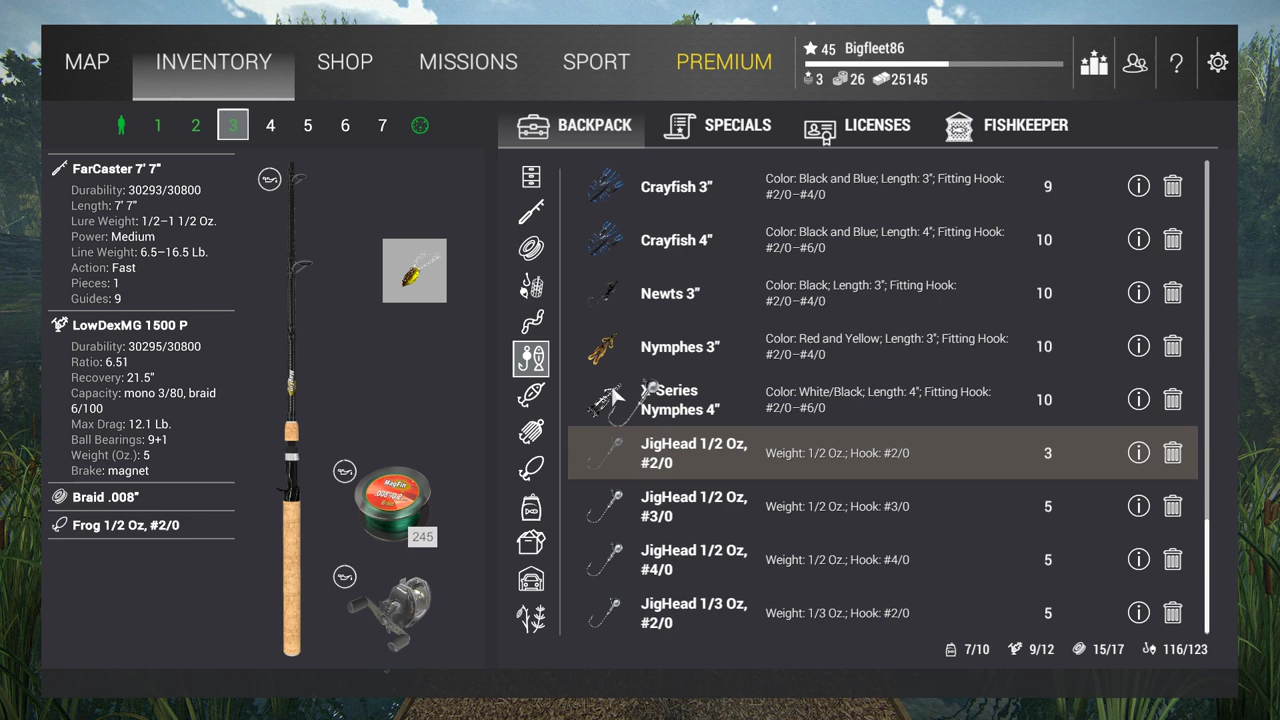 MAP
INVENTORY
SHOP
MISSIONS
SPORT
PREMIUM
45 Bigfleet86
3 26 25145
?
1 2 3 4 5 6 7
BACKPACK
SPECIALS
LICENSES
FISHKEEPER
FarCaster 7' 7"
Durability: 30293/30800
Length: 7' 7"
Lure Weight: 1/2–1 1/2 Oz.
Power: Medium
Line Weight: 6.5–16.5 Lb.
Action: Fast
Pieces: 1
Guides: 9
LowDexMG 1500 P
Durability: 30295/30800
Ratio: 6.51
Recovery: 21.5"
Capacity: mono 3/80, braid
6/100
Max Drag: 12.1 Lb.
Ball Bearings: 9+1
Weight (Oz.): 5
Brake: magnet
Braid .008"
Frog 1/2 Oz, #2/0
MagFin
245
Crayfish 3"
Color: Black and Blue; Length: 3"; Fitting Hook:
#2/0–#4/0
9
Crayfish 4"
Color: Black and Blue; Length: 4"; Fitting Hook:
#2/0–#6/0
10
Newts 3"
Color: Black; Length: 3"; Fitting Hook:
#2/0–#4/0
10
Nymphes 3"
Color: Red and Yellow; Length: 3"; Fitting Hook:
#2/0–#4/0
10
Series
Nymphes 4"
Color: White/Black; Length: 4"; Fitting Hook:
#2/0–#6/0
10
JigHead 1/2 Oz,
#2/0
Weight: 1/2 Oz.; Hook: #2/0
3
JigHead 1/2 Oz,
#3/0
Weight: 1/2 Oz.; Hook: #3/0
5
JigHead 1/2 Oz,
#4/0
Weight: 1/2 Oz.; Hook: #4/0
5
JigHead 1/3 Oz,
#2/0
Weight: 1/3 Oz.; Hook: #2/0
5
7/10 9/12 15/17 116/123